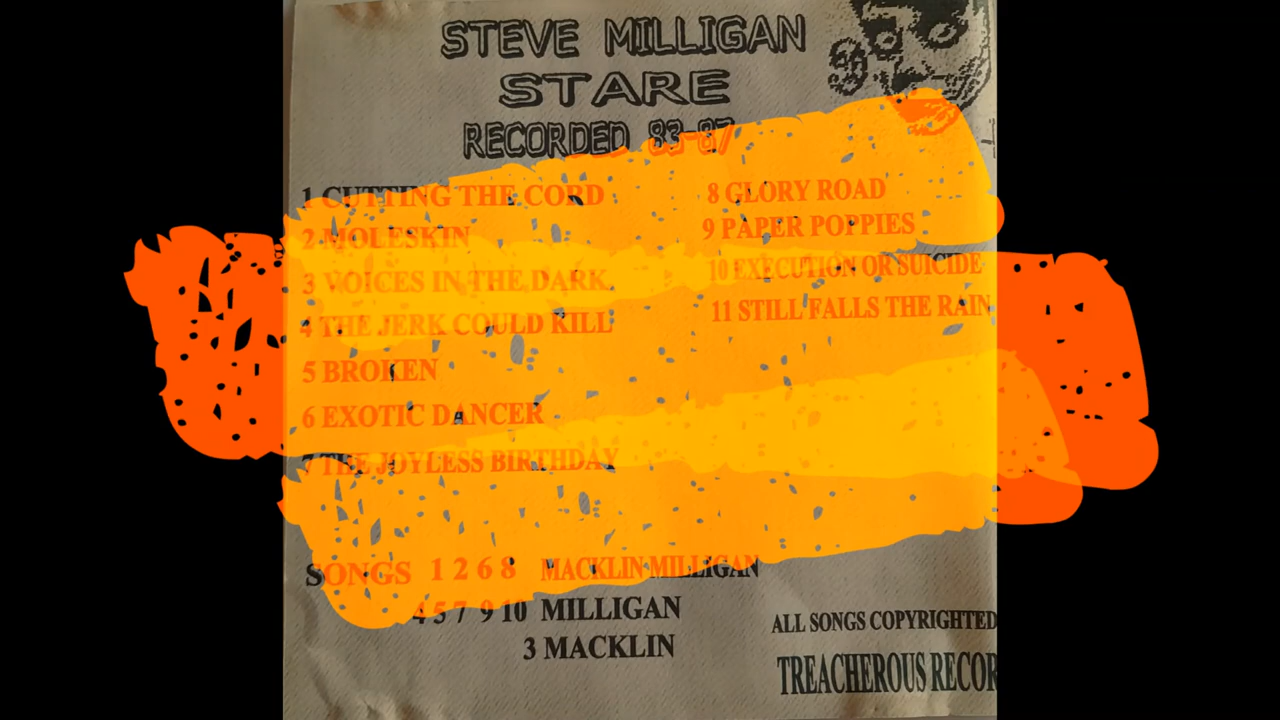 STEVE MILLIGAN
STARE
RECORDED 83-87
1 CUTTING THE CORD
2 MOLESKIN
3 VOICES IN THE DARK
4 THE JERK COULD KILL
5 BROKEN
6 EXOTIC DANCER
7 THE JOYLESS BIRTHDAY
8 GLORY ROAD
9 PAPER POPPIES
10 EXECUTION OR SUICIDE
11 STILL FALLS THE RAIN
SONGS 1 2 6 8 MACKLIN-MILLIGAN
4 5 7 9 10 MILLIGAN
3 MACKLIN
ALL SONGS COPYRIGHTED
TREACHEROUS RECOR